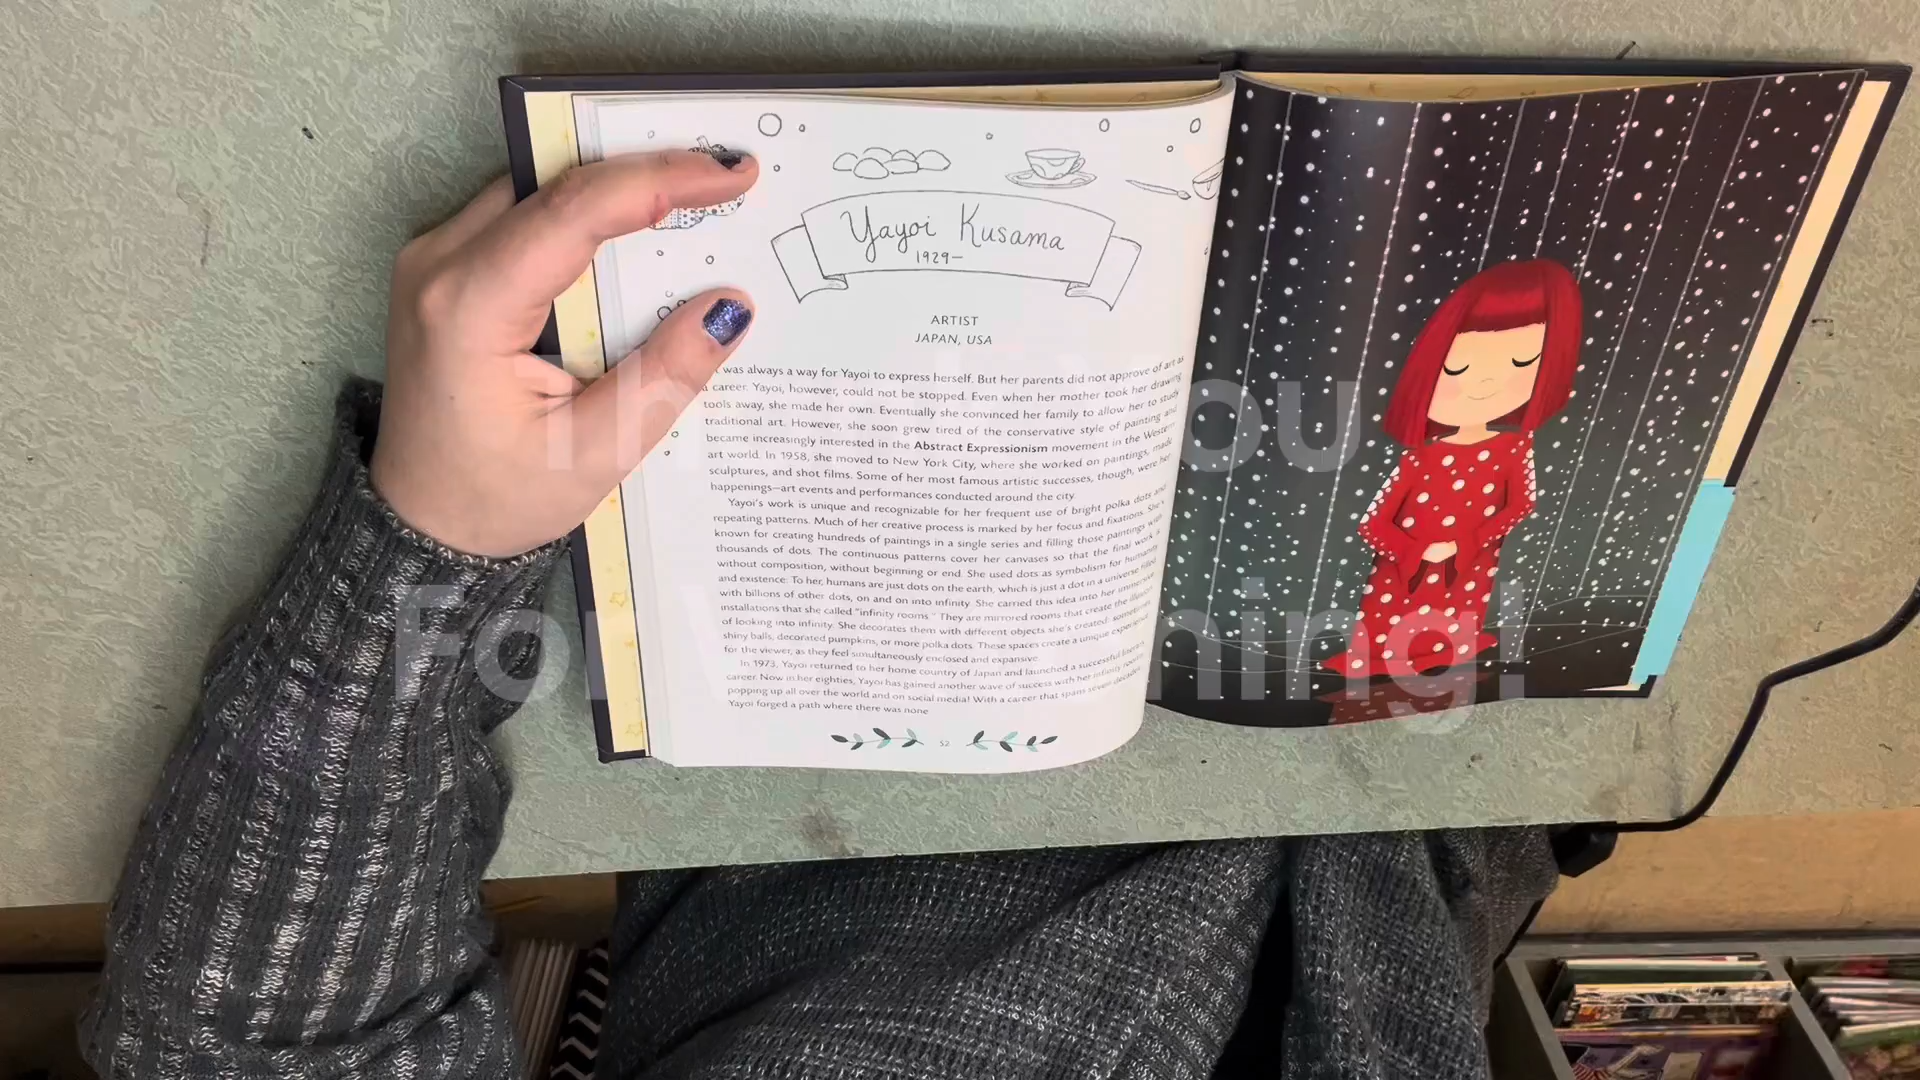 Yayoi Kusama
1929—
ARTIST
JAPAN, USA
was always a way for Yayoi to express herself. But her parents did not approve of art as
a career. Yayoi, however, could not be stopped. Even when her mother took her drawing
tools away, she made her own. Eventually she convinced her family to allow her to study
traditional art. However, she soon grew tired of the conservative style of painting and
became increasingly interested in the Abstract Expressionism movement in the Western
art world. In 1958, she moved to New York City, where she worked on paintings, made
sculptures, and shot films. Some of her most famous artistic successes, though, were her
happenings—art events and performances conducted around the city.
Yayoi's work is unique and recognizable for her frequent use of bright polka dots and
repeating patterns. Much of her creative process is marked by her focus and fixations. She's
known for creating hundreds of paintings in a single series and filling those paintings with
thousands of dots. The continuous patterns cover her canvases so that the final work is
without composition, without beginning or end. She used dots as symbolism for humanity
and existence: To her, humans are just dots on the earth, which is just a dot in a universe filled
with billions of other dots, on and on into infinity. She carried this idea into her immersive
installations that she called "infinity rooms." They are mirrored rooms that create the illusion
of looking into infinity. She decorates them with different objects she's created: sometimes
shiny balls, decorated pumpkins, or more polka dots. These spaces create a unique experience
for the viewer, as they feel simultaneously enclosed and expansive.
In 1973, Yayoi returned to her home country of Japan and launched a successful literary
career. Now in her eighties, Yayoi has gained another wave of success with her infinity rooms
popping up all over the world and on social media! With a career that spans seven decades,
Yayoi forged a path where there was none
52
Thank You
For Watching!